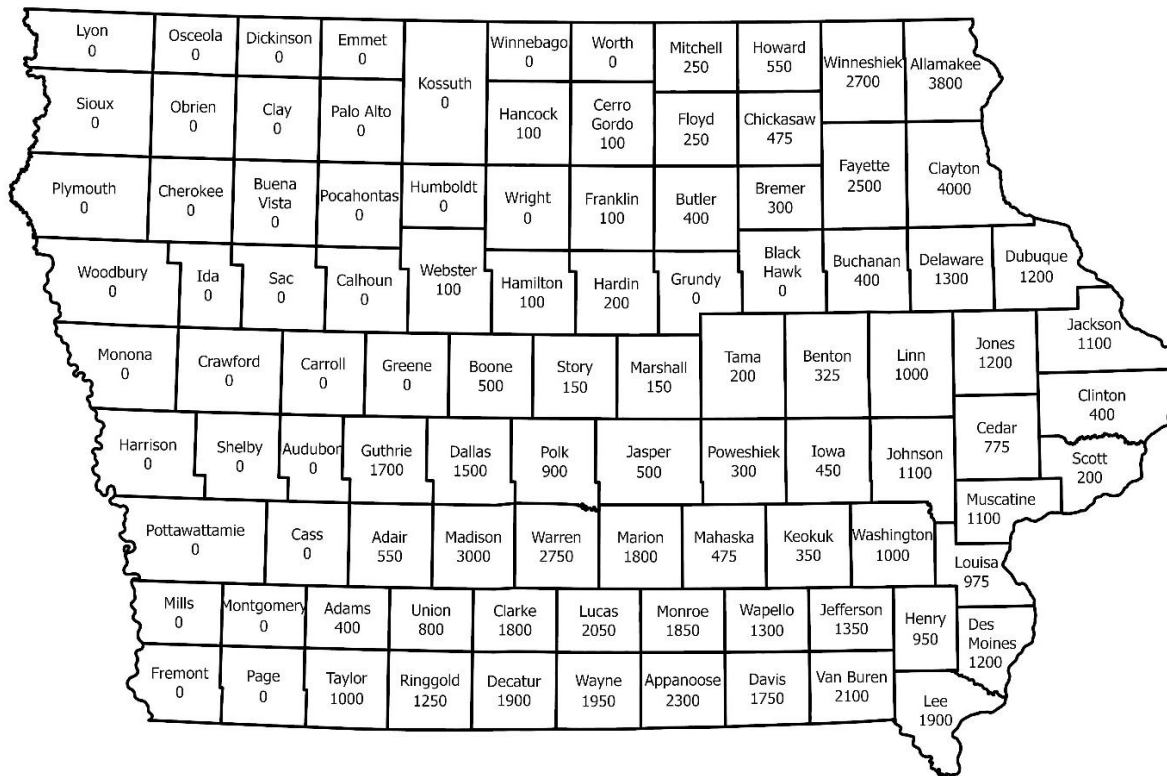 Lyon
0
Osceola
0
Dickinson
0
Emmet
0
Kossuth
0
Winnebago
0
Worth
0
Mitchell
250
Howard
550
Winneshiek
2700
Allamakee
3800
Sioux
0
Obrien
0
Clay
0
Palo Alto
0
Hancock
100
Cerro
Gordo
100
Floyd
250
Chickasaw
475
Fayette
2500
Clayton
4000
Plymouth
0
Cherokee
0
Buena
Vista
0
Pocahontas
0
Humboldt
0
Wright
0
Franklin
100
Butler
400
Bremer
300
Woodbury
0
Ida
0
Sac
0
Calhoun
0
Webster
100
Hamilton
100
Hardin
200
Grundy
0
Black
Hawk
0
Buchanan
400
Delaware
1300
Dubuque
1200
Monona
0
Crawford
0
Carroll
0
Greene
0
Boone
500
Story
150
Marshall
150
Tama
200
Benton
325
Linn
1000
Jones
1200
Jackson
1100
Clinton
400
Harrison
0
Shelby
0
Audubon
0
Guthrie
1700
Dallas
1500
Polk
900
Jasper
500
Poweshiek
300
Iowa
450
Johnson
1100
Cedar
775
Scott
200
Muscatine
1100
Pottawattamie
0
Cass
0
Adair
550
Madison
3000
Warren
2750
Marion
1800
Mahaska
475
Keokuk
350
Washington
1000
Louisa
975
Mills
0
Montgomery
0
Adams
400
Union
800
Clarke
1800
Lucas
2050
Monroe
1850
Wapello
1300
Jefferson
1350
Henry
950
Des
Moines
1200
Fremont
0
Page
0
Taylor
1000
Ringgold
1250
Decatur
1900
Wayne
1950
Appanoose
2300
Davis
1750
Van Buren
2100
Lee
1900